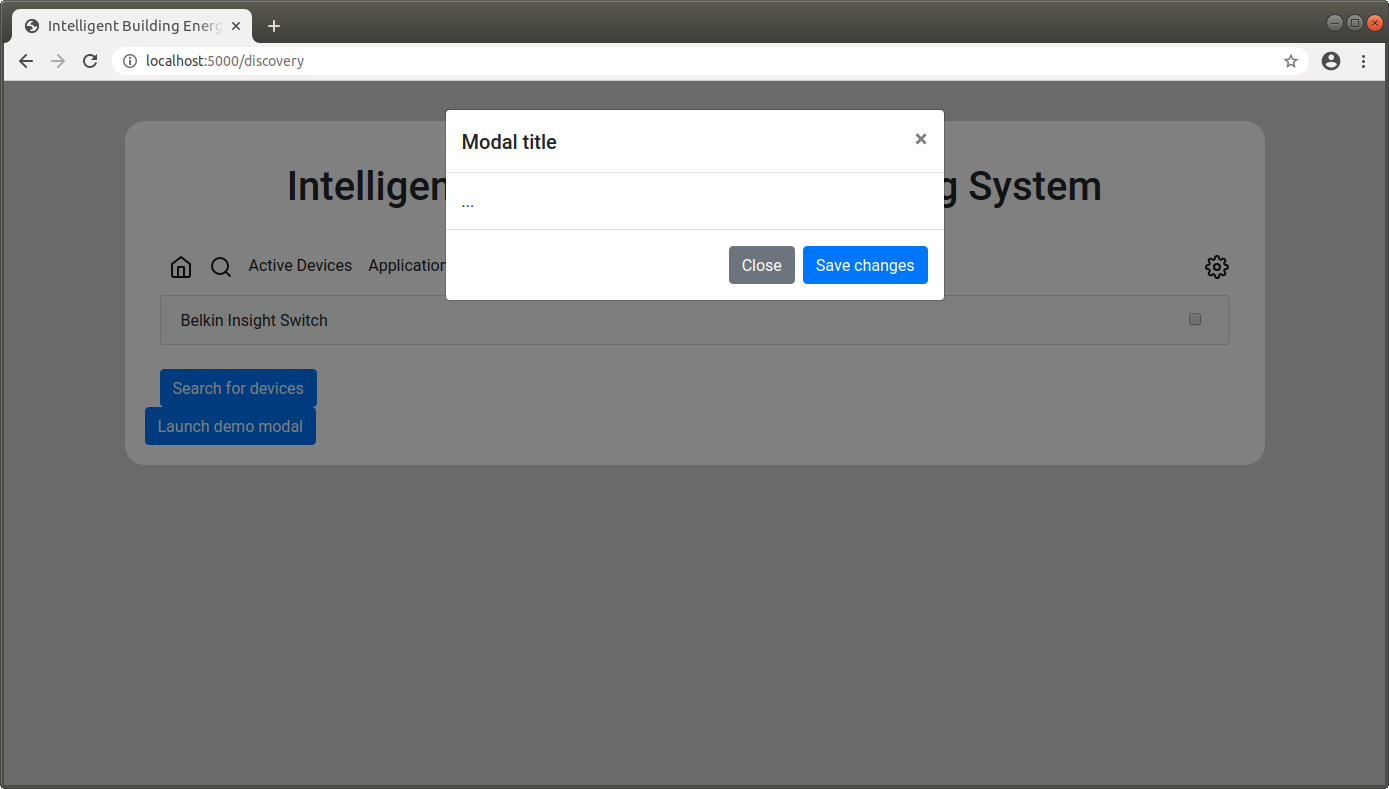 Intelligent Building Energ
localhost:5000/discovery
Modal title
×
Intelligen g System
...
Active Devices Application
Close Save changes
Belkin Insight Switch
Search for devices
Launch demo modal